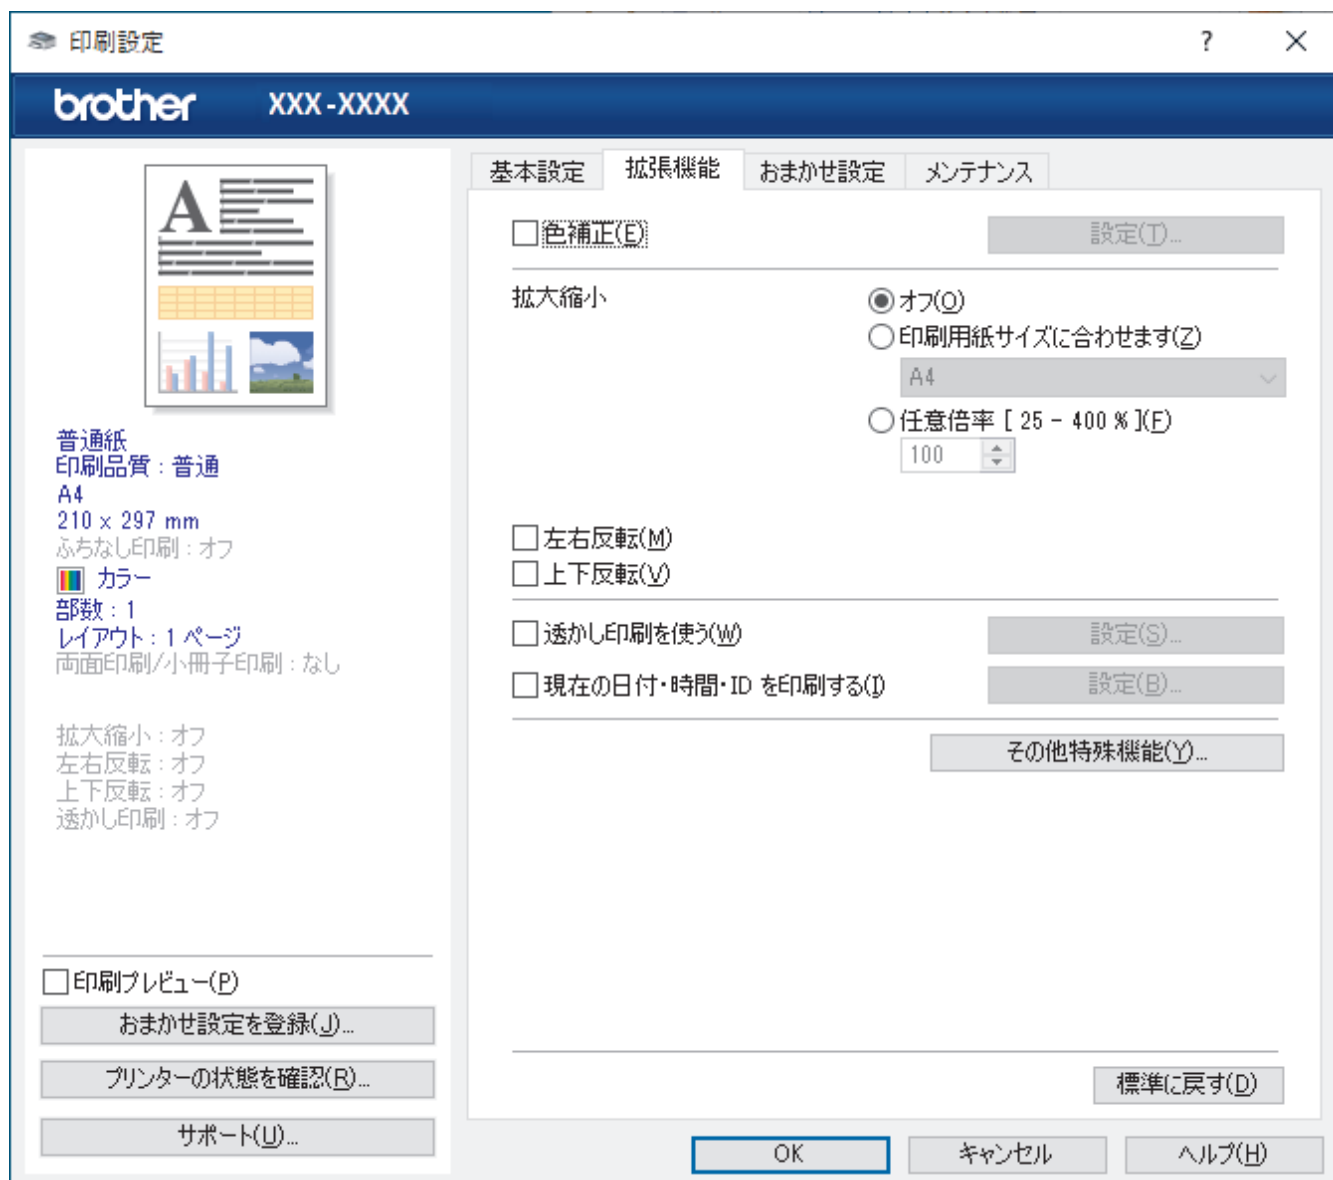 印刷設定
? ×
brother XXX-XXXX
A
普通紙
印刷品質 : 普通
A4
210 x 297 mm
ふちなし印刷 : オフ
カラー
部数 : 1
レイアウト : 1 ページ
両面印刷/小冊子印刷 : なし
拡大縮小 : オフ
左右反転 : オフ
上下反転 : オフ
透かし印刷 : オフ
印刷プレビュー(P)
おまかせ設定を登録(J)...
プリンターの状態を確認(R)...
サポート(U)...
基本設定 拡張機能 おまかせ設定 メンテナンス
色補正(E) 設定(T)...
拡大縮小 オフ(O)
印刷用紙サイズに合わせます(Z)
A4
任意倍率 [ 25 - 400 % ](F)
100
左右反転(M)
上下反転(V)
透かし印刷を使う(W) 設定(S)...
現在の日付・時間・ID を印刷する(I) 設定(B)...
その他特殊機能(Y)...
標準に戻す(D)
OK キャンセル ヘルプ(H)